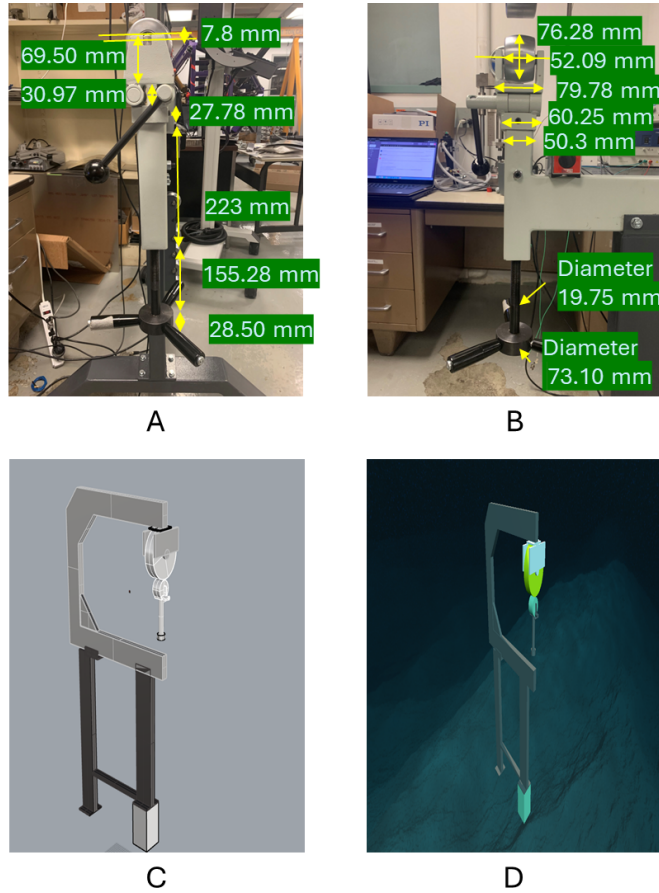 7.8 mm
69.50 mm
30.97 mm
27.78 mm
223 mm
155.28 mm
28.50 mm
A
76.28 mm
52.09 mm
79.78 mm
60.25 mm
50.3 mm
PI
Diameter
19.75 mm
Diameter
73.10 mm
B
C
D